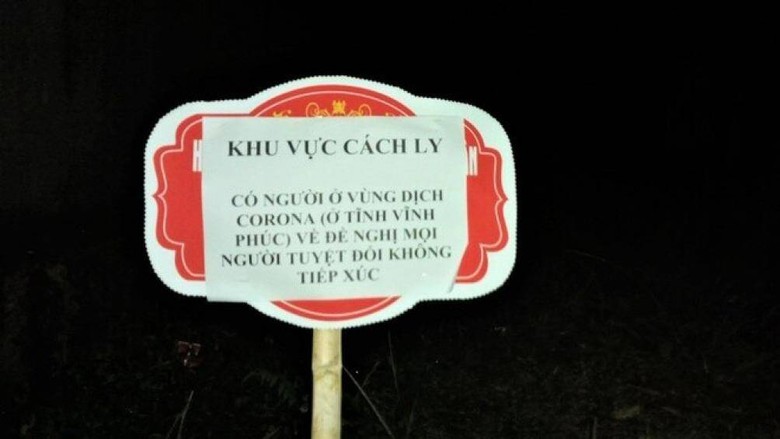 KHU VỰC CÁCH LY
CÓ NGƯỜI Ở VÙNG DỊCH
CORONA (Ở TỈNH VĨNH
PHÚC) VỀ ĐỀ NGHỊ MỌI
NGƯỜI TUYỆT ĐỐI KHÔNG
TIẾP XÚC